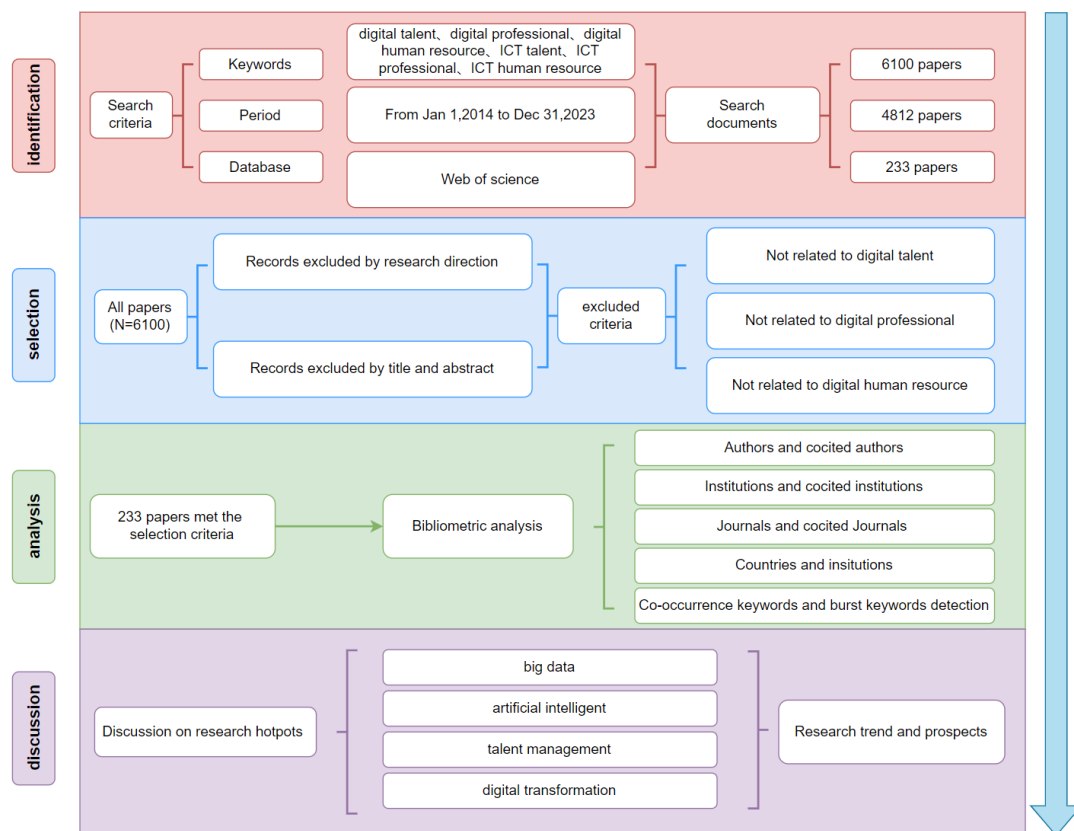 identification
Search
criteria
Keywords
Period
Database
digital talent、digital professional、digital
human resource、ICT talent、ICT
professional、ICT human resource
From Jan 1,2014 to Dec 31,2023
Web of science
Search
documents
6100 papers
4812 papers
233 papers
selection
All papers
(N=6100)
Records excluded by research direction
Records excluded by title and abstract
excluded
criteria
Not related to digital talent
Not related to digital professional
Not related to digital human resource
analysis
233 papers met the
selection criteria
Bibliometric analysis
Authors and cocited authors
Institutions and cocited institutions
Journals and cocited Journals
Countries and insitutions
Co-occurrence keywords and burst keywords detection
discussion
Discussion on research hotpots
big data
artificial intelligent
talent management
digital transformation
Research trend and prospects